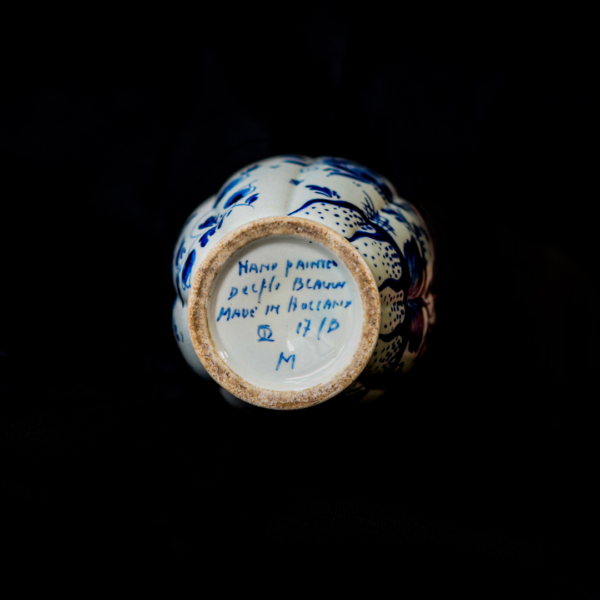 HAND PAINTED
DELFTS BLAUW
MADE IN HOLLAND
17/B
M